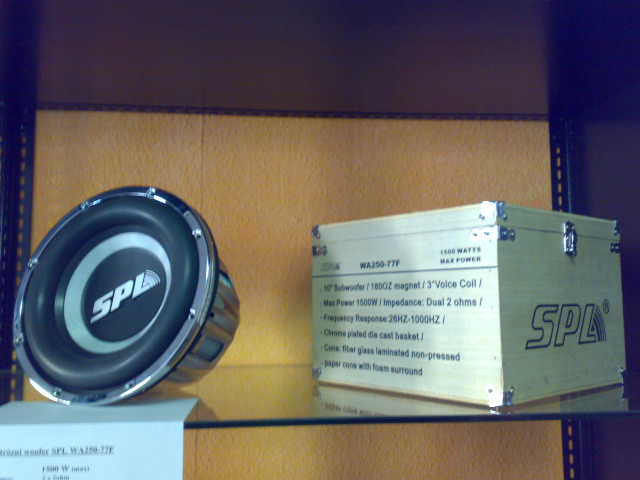 SPL
SPL
WA250-77F
1500 WATTS
MAX POWER
10" Subwoofer / 180OZ magnet / 3"Voice Coil /
Max Power 1500W / Impedance: Dual 2 ohms /
Frequency Response:26HZ-1000HZ /
Chrome plated die cast basket /
Cone: fiber glass laminated non-pressed
paper cone with foam surround
SPL®
woofer SPL WA250-77F
1500 W (max)